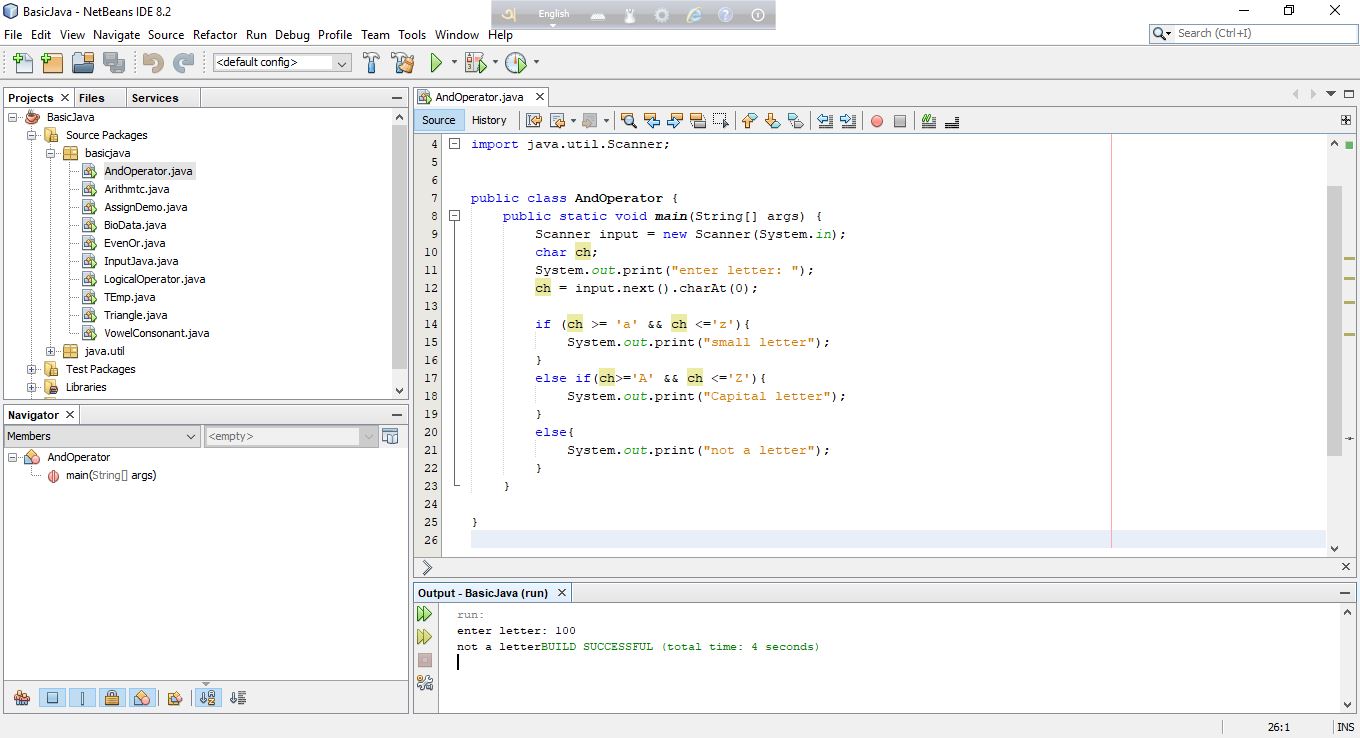 BasicJava - NetBeans IDE 8.2
অ English
File Edit View Navigate Source Refactor Run Debug Profile Team Tools Window Help
Search (Ctrl+I)
<default config>
Projects Files Services
BasicJava
Source Packages
basicjava
AndOperator.java
Arithmtc.java
AssignDemo.java
BioData.java
EvenOr.java
InputJava.java
LogicalOperator.java
TEmp.java
Triangle.java
VowelConsonant.java
java.util
Test Packages
Libraries
Navigator
Members <empty>
AndOperator
main(String[] args)
AndOperator.java
Source History
4 import java.util.Scanner;
5
6
7 public class AndOperator {
8 public static void main(String[] args) {
9 Scanner input = new Scanner(System.in);
10 char ch;
11 System.out.print("enter letter: ");
12 ch = input.next().charAt(0);
13
14 if (ch >= 'a' && ch <='z'){
15 System.out.print("small letter");
16 }
17 else if(ch>='A' && ch <='Z'){
18 System.out.print("Capital letter");
19 }
20 else{
21 System.out.print("not a letter");
22 }
23 }
24
25 }
26
Output - BasicJava (run)
run:
enter letter: 100
not a letterBUILD SUCCESSFUL (total time: 4 seconds)
26:1 INS